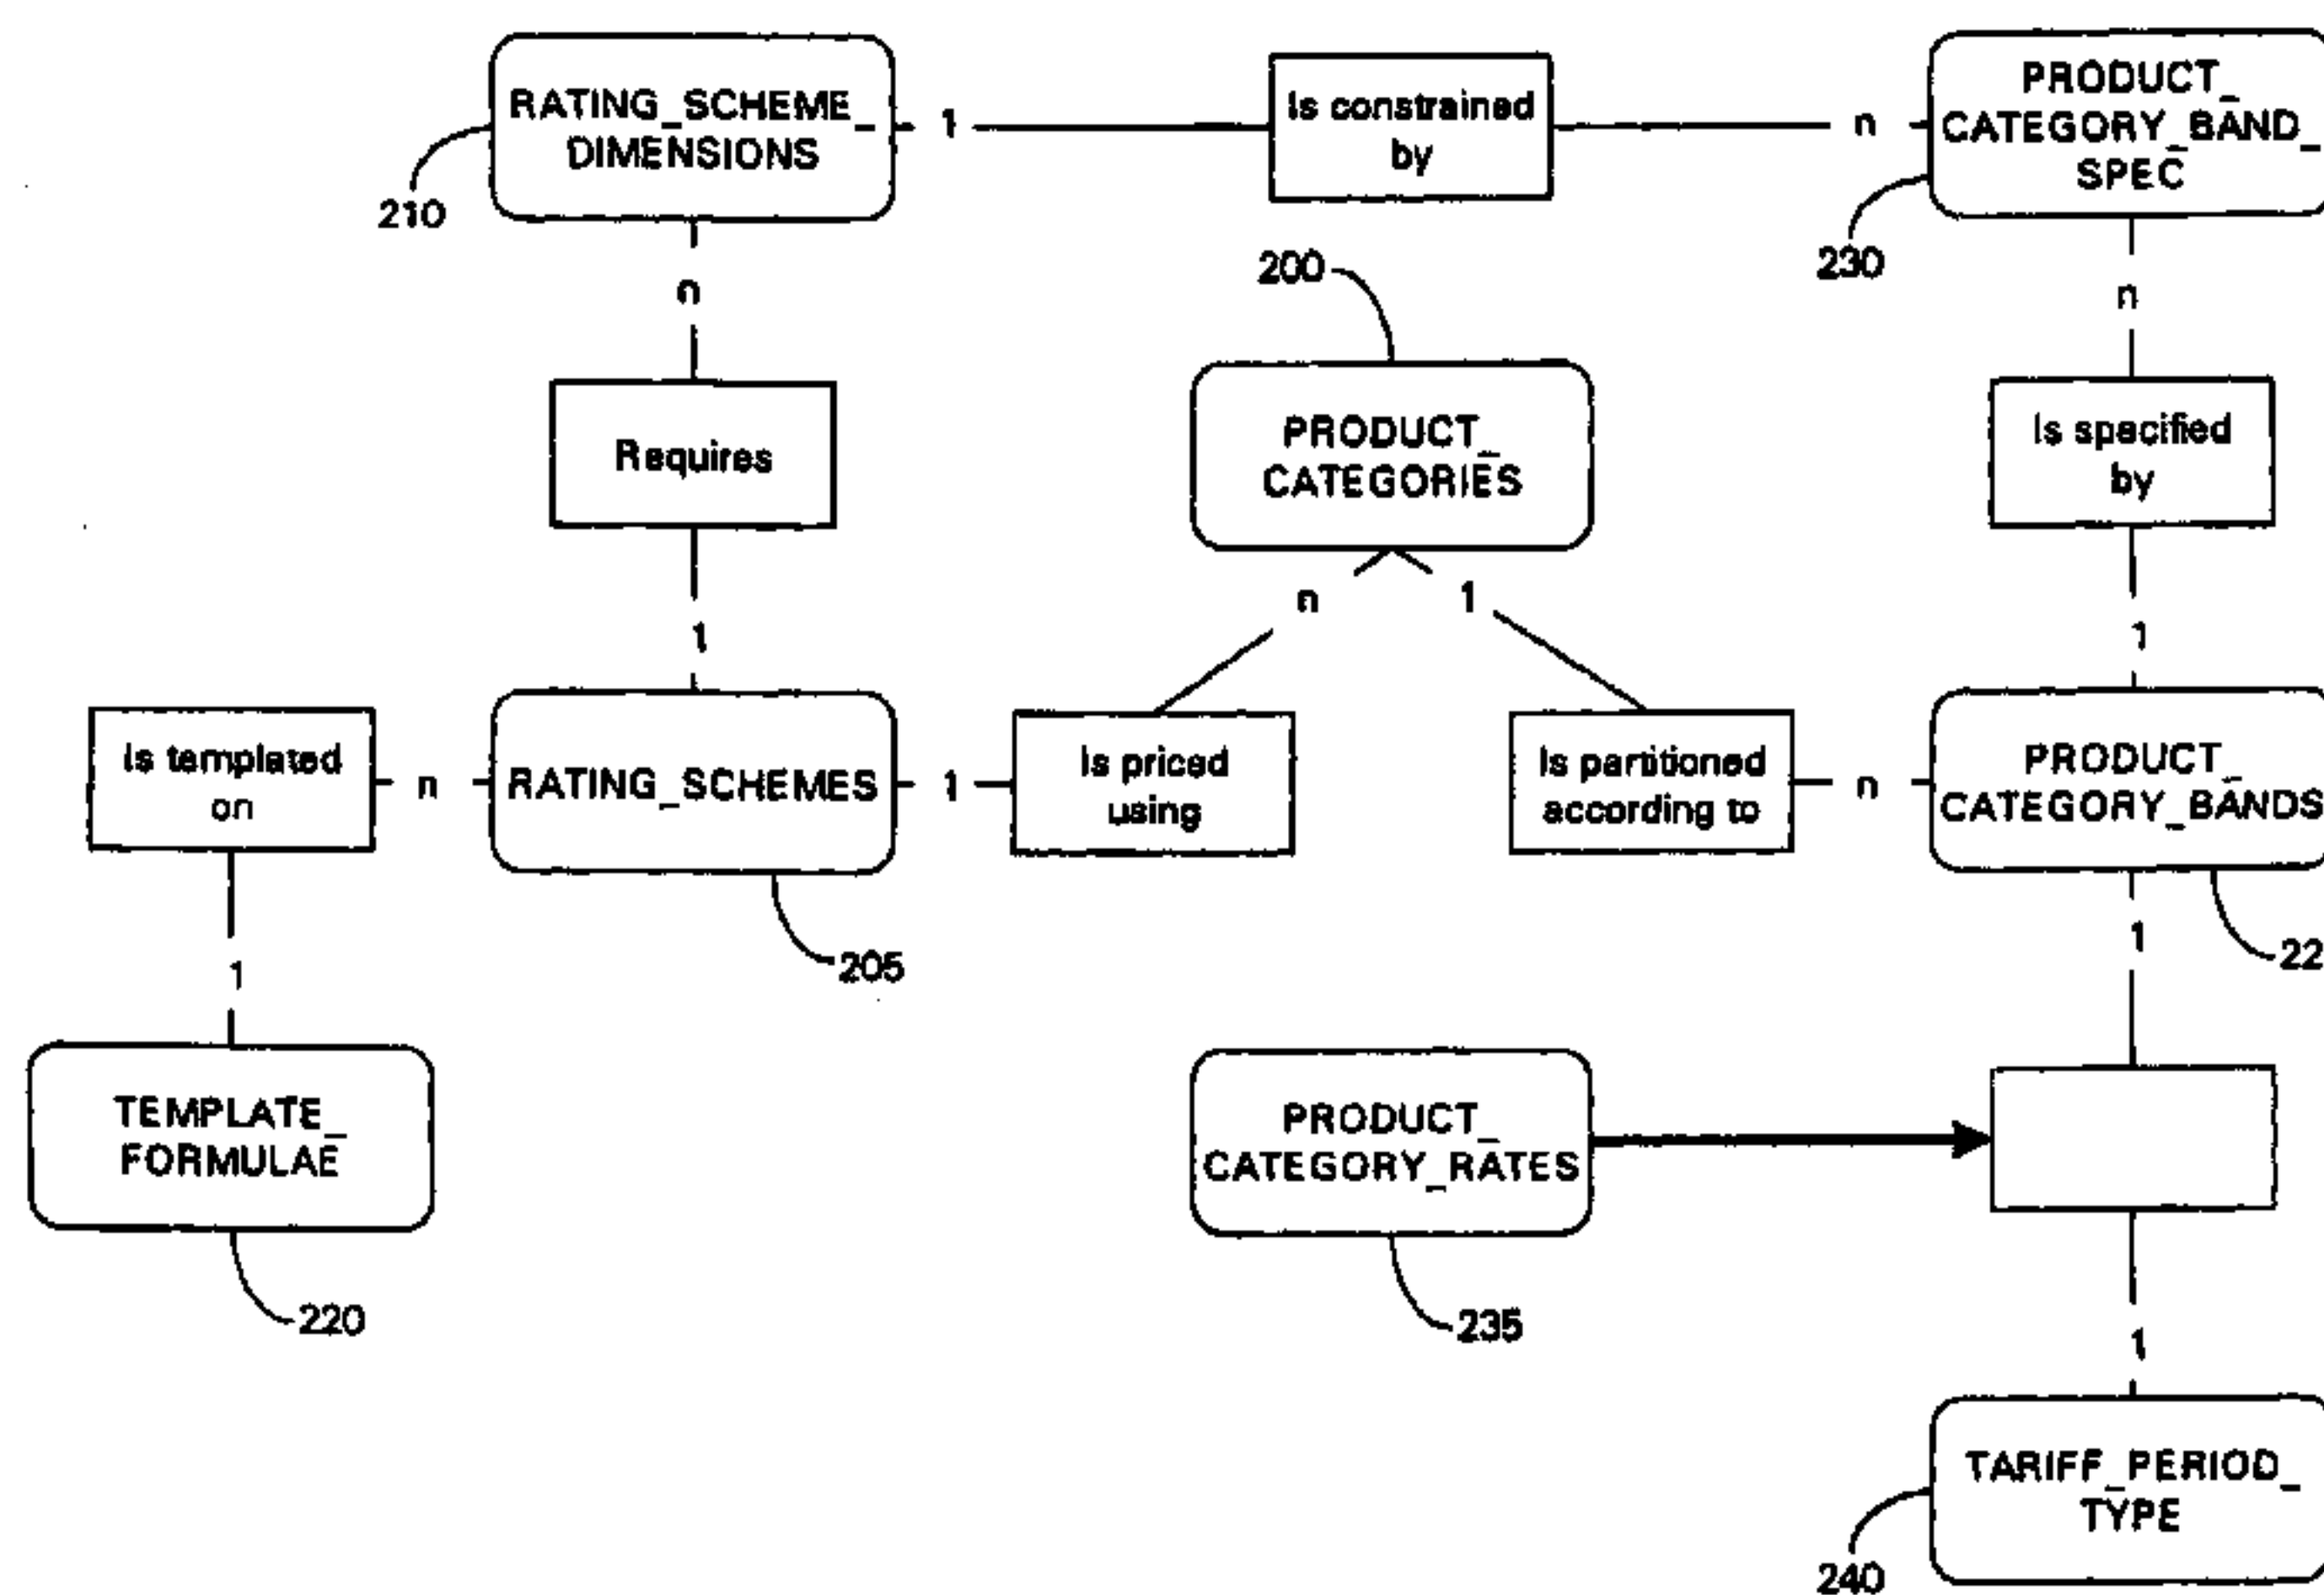 RATING_SCHEME_
DIMENSIONS
1
Is constrained
by
n
PRODUCT_
CATEGORY_BAND_
SPEC
210
230
n
200
n
Requires
PRODUCT_
CATEGORIES
Is specified
by
n
1
1
1
Is templated
on
n
RATING_SCHEMES
1
Is priced
using
Is partitioned
according to
n
PRODUCT_
CATEGORY_BANDS
205
1
22
1
TEMPLATE_
FORMULAE
PRODUCT_
CATEGORY_RATES
220
235
1
TARIFF_PERIOD_
TYPE
240